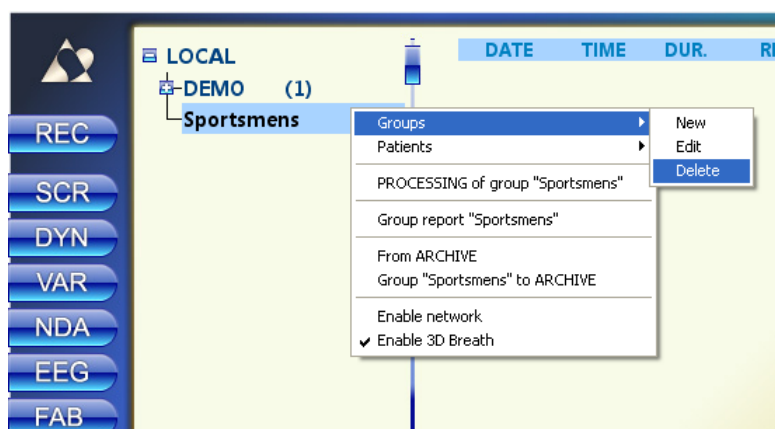 LOCAL
DATE TIME DUR.
DEMO (1)
Sportsmens
Groups
Patients
PROCESSING of group "Sportsmens"
Group report "Sportsmens"
From ARCHIVE
Group "Sportsmens" to ARCHIVE
Enable network
Enable 3D Breath
New
Edit
Delete
REC
SCR
DYN
VAR
NDA
EEG
FAB